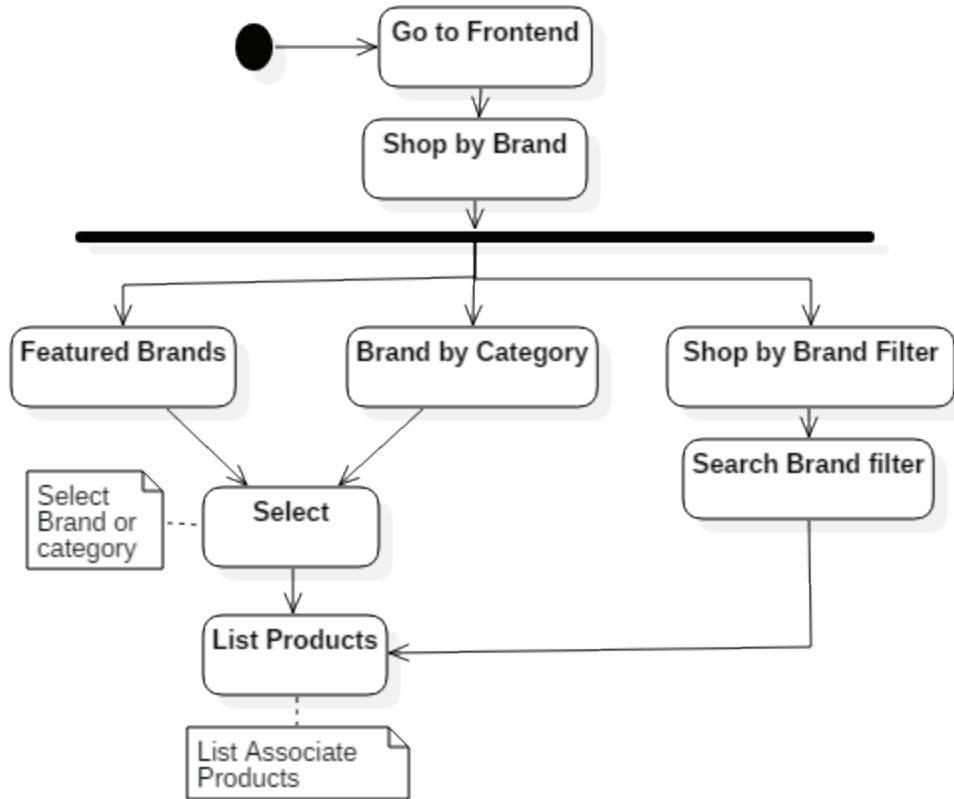 Go to Frontend
Shop by Brand
Featured Brands
Brand by Category
Shop by Brand Filter
Search Brand filter
Select
Brand or
category
Select
List Products
List Associate
Products